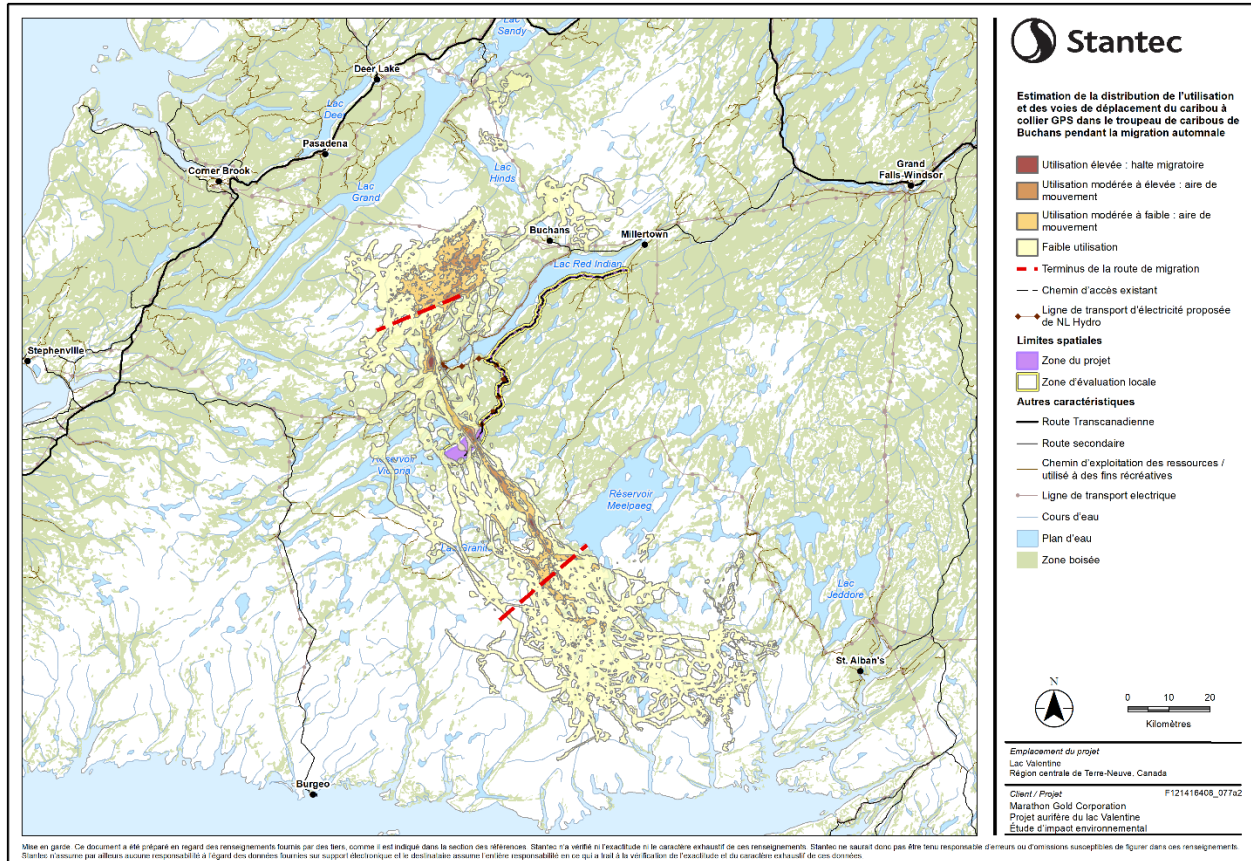 Lac
Sandy
Deer Lake
Lac
Deer
Pasadena
Corner Brook
Lac
Grand
Lac
Hinds
Grand
Falls-Windsor
Buchans
Millertown
Lac Red Indian
Stephenville
Réservoir
Victoria
Réservoir
Meelpaeg
Lac Granit
Lac
Jeddore
St. Alban's
Burgeo
Stantec
Estimation de la distribution de l'utilisation
et des voies de déplacement du caribou à
collier GPS dans le troupeau de caribous de
Buchans pendant la migration automnale
Utilisation élevée : halte migratoire
Utilisation modérée à élevée : aire de
mouvement
Utilisation modérée à faible : aire de
mouvement
Faible utilisation
Terminus de la route de migration
Chemin d'accès existant
Ligne de transport d'électricité proposée
de NL Hydro
Limites spatiales
Zone du projet
Zone d'évaluation locale
Autres caractéristiques
Route Transcanadienne
Route secondaire
Chemin d'exploitation des ressources /
utilisé à des fins récréatives
Ligne de transport electrique
Cours d'eau
Plan d'eau
Zone boisée
N
0 10 20
Kilomètres
Emplacement du projet
Lac Valentine
Région centrale de Terre-Neuve, Canada
Client / Projet F121416408_077a2
Marathon Gold Corporation
Projet aurifère du lac Valentine
Étude d'impact environnemental
Mise en garde. Ce document a été préparé en regard des renseignements fournis par des tiers, comme il est indiqué dans la section des références. Stantec n'a vérifié ni l'exactitude ni le caractère exhaustif de ces renseignements. Stantec ne saurait donc pas être tenu responsable d'erreurs ou d'omissions susceptibles de figurer dans ces renseignements.
Stantec n'assume par ailleurs aucune responsabilité à l'égard des données fournies sur support électronique et le destinataire assume l'entière responsabilité en ce qui a trait à la vérification de l'exactitude et du caractère exhaustif de ces données.